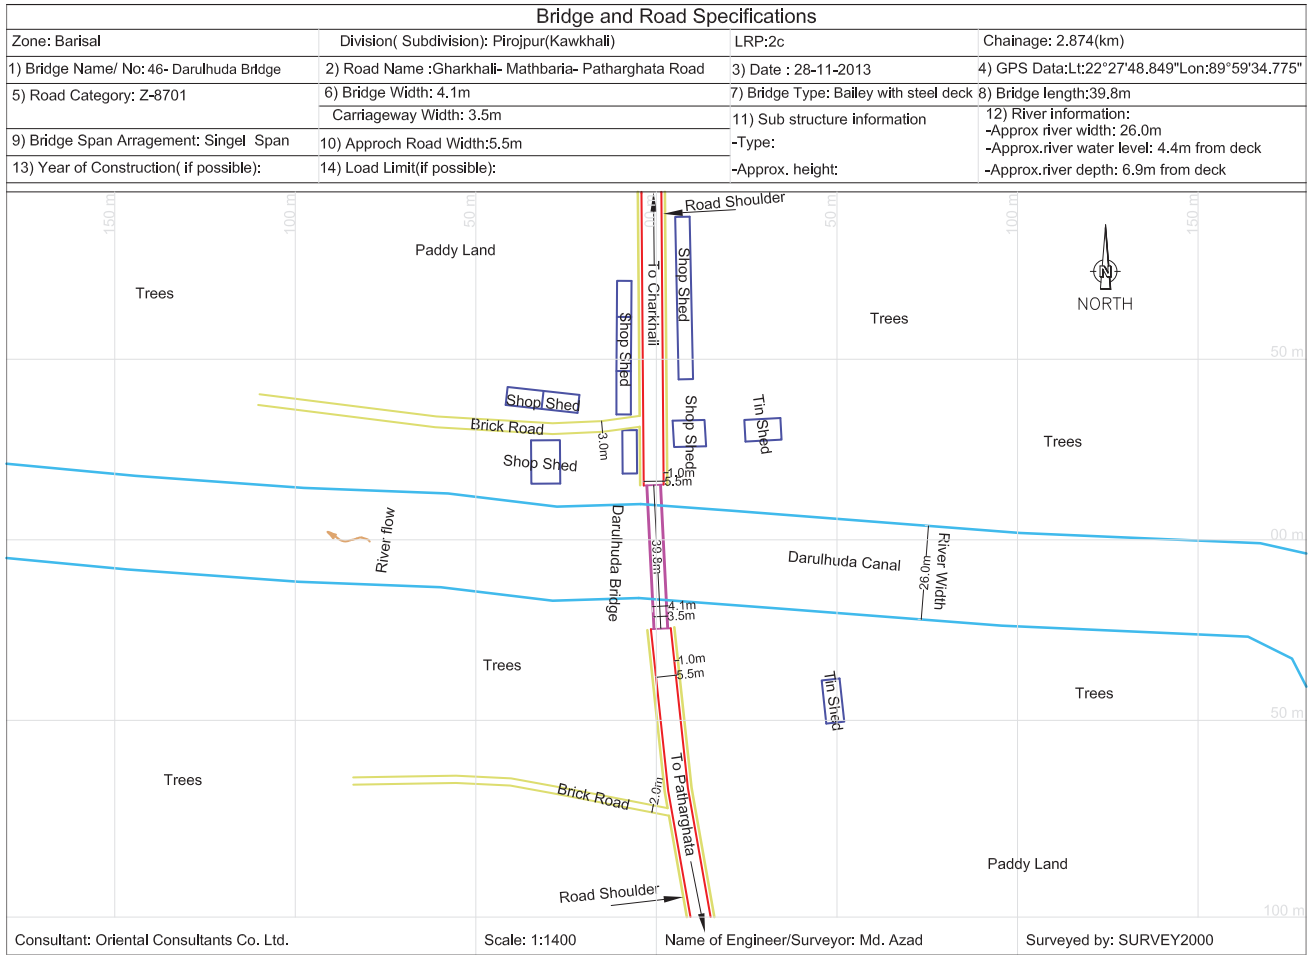 Bridge and Road Specifications
Zone: Barisal
Division( Subdivision): Pirojpur(Kawkhali)
LRP:2c
Chainage: 2.874(km)
1) Bridge Name/ No: 46- Darulhuda Bridge
2) Road Name :Gharkhali- Mathbaria- Patharghata Road
3) Date : 28-11-2013
4) GPS Data:Lt:22°27'48.849"Lon:89°59'34.775"
5) Road Category: Z-8701
6) Bridge Width: 4.1m
Carriageway Width: 3.5m
7) Bridge Type: Bailey with steel deck
8) Bridge length:39.8m
9) Bridge Span Arragement: Singel Span
10) Approch Road Width:5.5m
11) Sub structure information
-Type:
-Approx. height:
12) River information:
-Approx river width: 26.0m
-Approx.river water level: 4.4m from deck
-Approx.river depth: 6.9m from deck
13) Year of Construction( if possible):
14) Load Limit(if possible):
150 m
100 m
50 m
50 m
100 m
150 m
Road Shoulder
Paddy Land
Trees
To Charkhali
Shop Shed
Shop Shed
Trees
NORTH
N
50 m
Shop Shed
Brick Road
3.0m
Shop Shed
Shop Shed
Tin Shed
Trees
1.0m
5.5m
River flow
Darulhuda Bridge
39.8m
Darulhuda Canal
26.0m
River Width
00 m
4.1m
3.5m
Trees
1.0m
5.5m
Tin Shed
Trees
50 m
Trees
Brick Road
2.0m
To Patharghata
Paddy Land
Road Shoulder
100 m
Consultant: Oriental Consultants Co. Ltd.
Scale: 1:1400
Name of Engineer/Surveyor: Md. Azad
Surveyed by: SURVEY2000